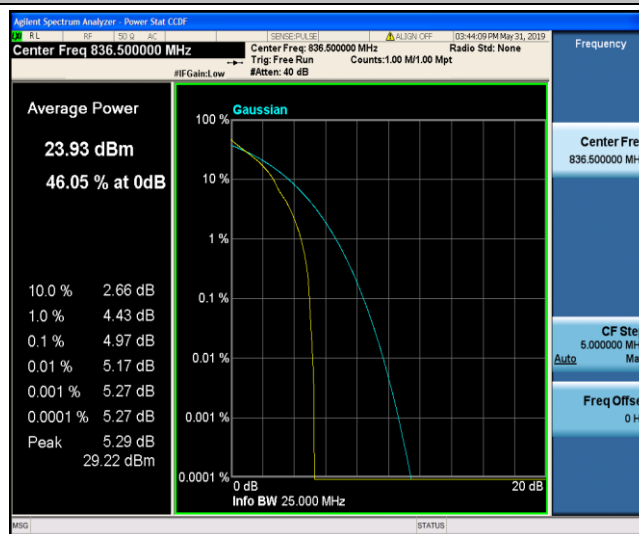 Agilent Spectrum Analyzer - Power Stat CCDF
RL RF 50 Ω AC SENSE:PULSE ALIGN OFF 03:44:09 PM May 31, 2019
Center Freq 836.500000 MHz
Center Freq: 836.500000 MHz Radio Std: None
Trig: Free Run Counts:1.00 M/1.00 Mpt
#IFGain:Low #Atten: 40 dB
Frequency
Average Power
23.93 dBm
46.05 % at 0dB
10.0 % 2.66 dB
1.0 % 4.43 dB
0.1 % 4.97 dB
0.01 % 5.17 dB
0.001 % 5.27 dB
0.0001 % 5.27 dB
Peak 5.29 dB
29.22 dBm
Gaussian
100 %
10 %
1 %
0.1 %
0.01 %
0.001 %
0.0001 %
0 dB 20 dB
Info BW 25.000 MHz
Center Fre
836.500000 MH
CF Ste
5.000000 MH
Auto Ma
Freq Offse
0 H
MSG STATUS